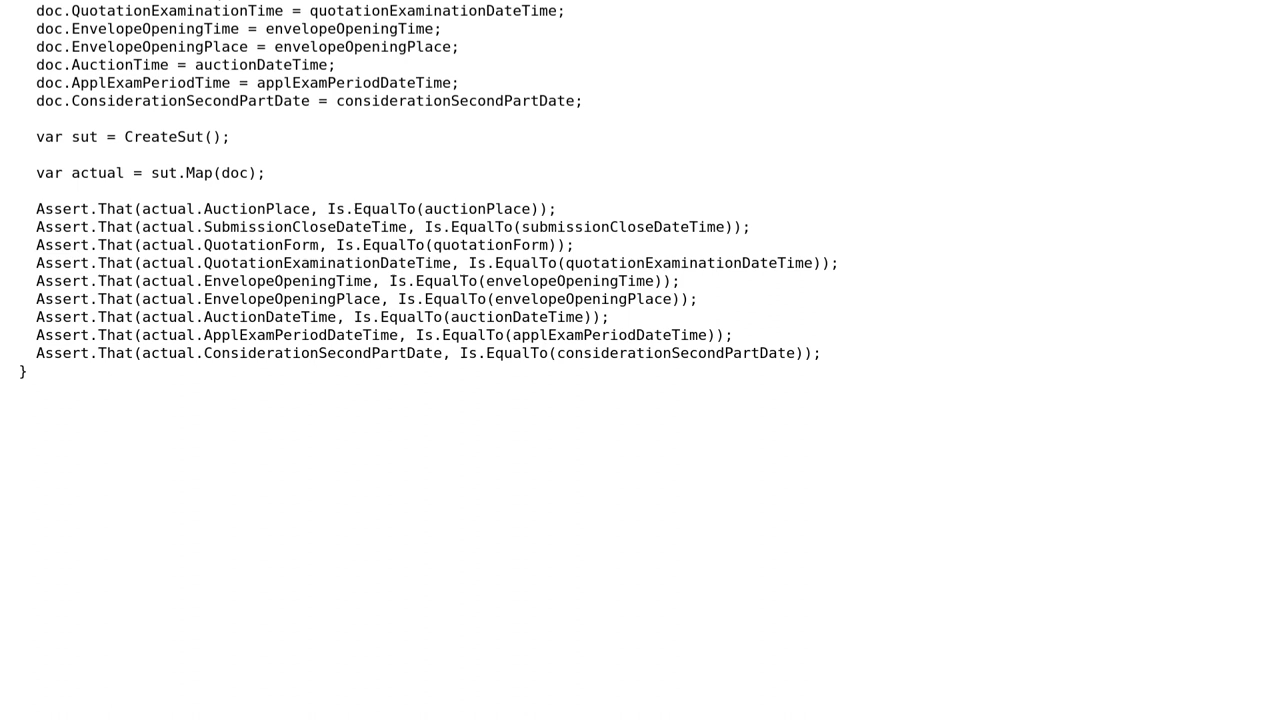 doc.QuotationExaminationTime = quotationExaminationDateTime;
doc.EnvelopeOpeningTime = envelopeOpeningTime;
doc.EnvelopeOpeningPlace = envelopeOpeningPlace;
doc.AuctionTime = auctionDateTime;
doc.ApplExamPeriodTime = applExamPeriodDateTime;
doc.ConsiderationSecondPartDate = considerationSecondPartDate;
var sut = CreateSut();
var actual = sut.Map(doc);
Assert.That(actual.AuctionPlace, Is.EqualTo(auctionPlace));
Assert.That(actual.SubmissionCloseDateTime, Is.EqualTo(submissionCloseDateTime));
Assert.That(actual.QuotationForm, Is.EqualTo(quotationForm));
Assert.That(actual.QuotationExaminationDateTime, Is.EqualTo(quotationExaminationDateTime));
Assert.That(actual.EnvelopeOpeningTime, Is.EqualTo(envelopeOpeningTime));
Assert.That(actual.EnvelopeOpeningPlace, Is.EqualTo(envelopeOpeningPlace));
Assert.That(actual.AuctionDateTime, Is.EqualTo(auctionDateTime));
Assert.That(actual.ApplExamPeriodDateTime, Is.EqualTo(applExamPeriodDateTime));
Assert.That(actual.ConsiderationSecondPartDate, Is.EqualTo(considerationSecondPartDate));
}